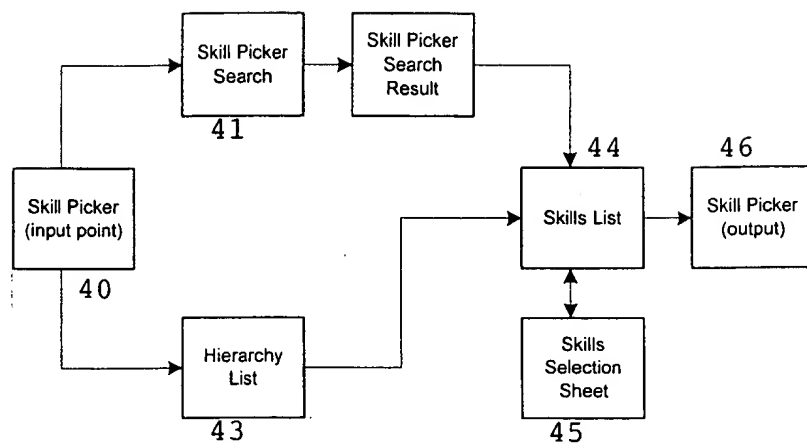 Skill Picker
Search
41
Skill Picker
Search
Result
Skill Picker
(input point)
40
44
Skills List
46
Skill Picker
(output)
Hierarchy
List
43
Skills
Selection
Sheet
45